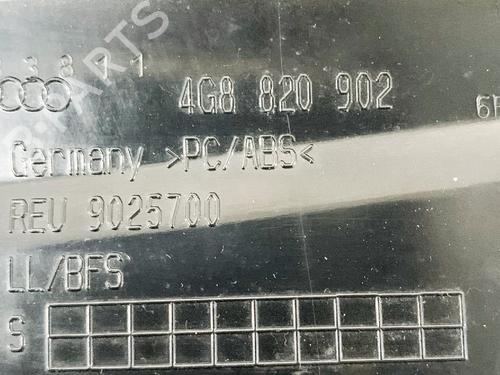 4G8 820 902
Germany >PC/ABS<
REU 9025700
LL/BFS
S